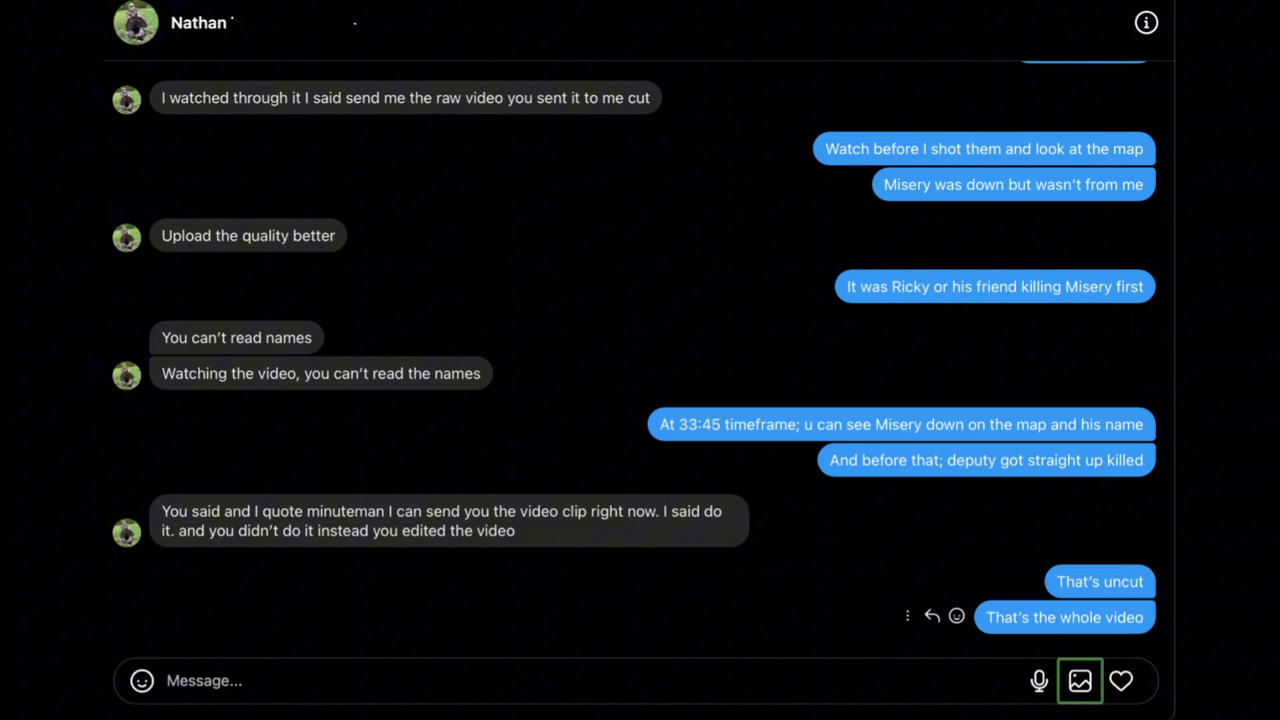 Nathan
I watched through it I said send me the raw video you sent it to me cut
Watch before I shot them and look at the map
Misery was down but wasn’t from me
Upload the quality better
It was Ricky or his friend killing Misery first
You can’t read names
Watching the video, you can’t read the names
At 33:45 timeframe; u can see Misery down on the map and his name
And before that; deputy got straight up killed
You said and I quote minuteman I can send you the video clip right now. I said do
it. and you didn’t do it instead you edited the video
That’s uncut
That’s the whole video
Message...